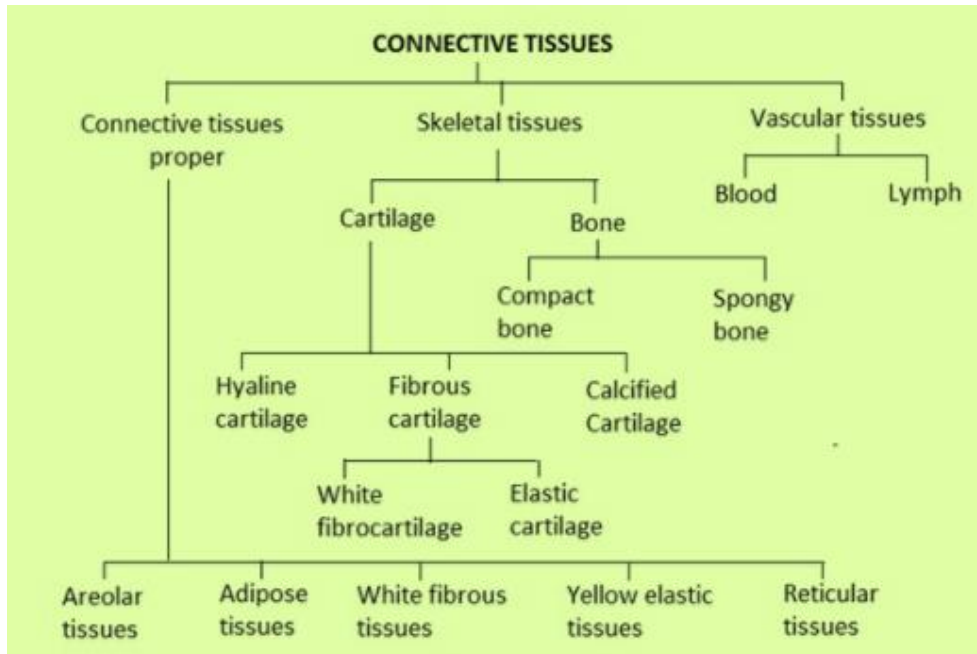 CONNECTIVE TISSUES
Connective tissues
proper
Skeletal tissues
Vascular tissues
Blood
Lymph
Cartilage
Bone
Compact
bone
Spongy
bone
Hyaline
cartilage
Fibrous
cartilage
Calcified
Cartilage
White
fibrocartilage
Elastic
cartilage
Areolar
tissues
Adipose
tissues
White fibrous
tissues
Yellow elastic
tissues
Reticular
tissues